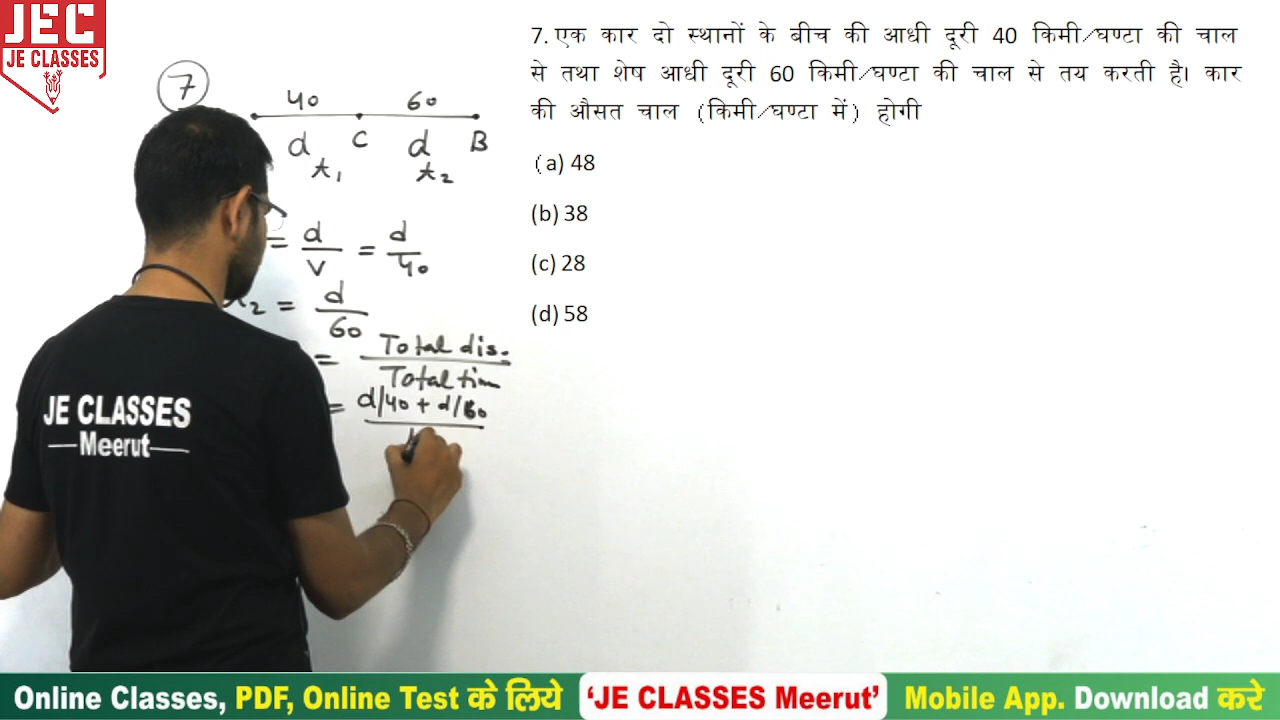 JEC
JE CLASSES
7. एक कार दो स्थानों के बीच की आधी दूरी 40 किमी/घण्टा की चाल
से तथा शेष आधी दूरी 60 किमी/घण्टा की चाल से तय करती है। कार
की औसत चाल (किमी/घण्टा में) होगी
(a) 48
(b) 38
(c) 28
(d) 58
7
40 60
d C d B
t₁ t₂
= d/v = d/40
t₂ = d/60
= Total dis. / Total tim
= d/40 + d/60
JE CLASSES
Meerut
Online Classes, PDF, Online Test के लिये 'JE CLASSES Meerut' Mobile App. Download करे